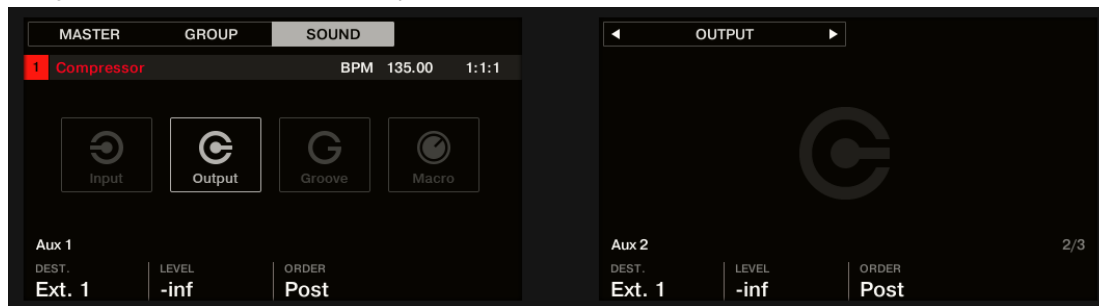 MASTER GROUP SOUND
1 Compressor BPM 135.00 1:1:1
Input Output Groove Macro
Aux 1
DEST. LEVEL ORDER
Ext. 1 -inf Post
◀ OUTPUT ▶
Aux 2 2/3
DEST. LEVEL ORDER
Ext. 1 -inf Post